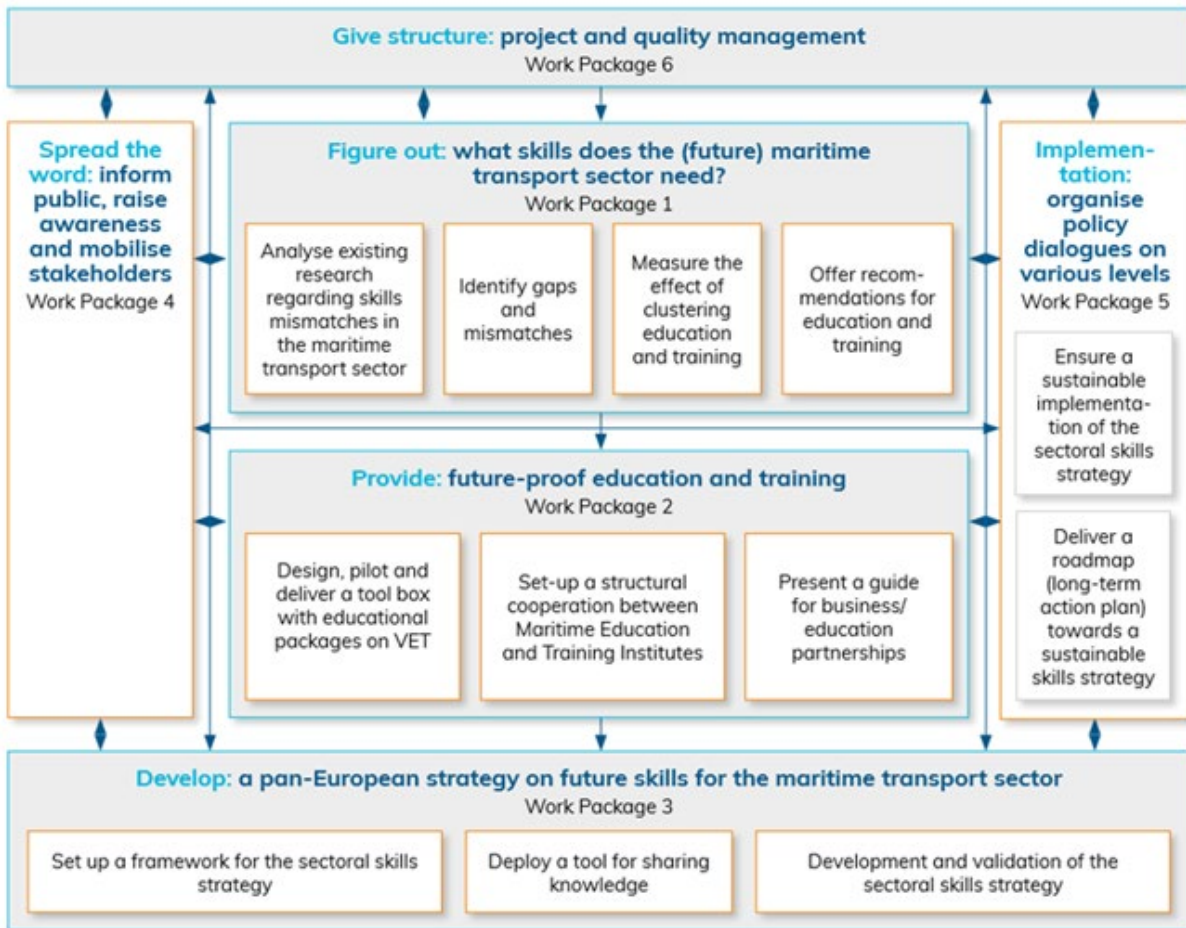 Give structure: project and quality management
Work Package 6
Spread the
word: inform
public, raise
awareness
and mobilise
stakeholders
Work Package 4
Figure out: what skills does the (future) maritime
transport sector need?
Work Package 1
Analyse existing
research
regarding skills
mismatches in
the maritime
transport sector
Identify gaps
and
mismatches
Measure the
effect of
clustering
education
and training
Offer recom-
mendations for
education and
training
Implemen-
tation:
organise
policy
dialogues on
various levels
Work Package 5
Ensure a
sustainable
implementa-
tion of the
sectoral skills
strategy
Deliver a
roadmap
(long-term
action plan)
towards a
sustainable
skills strategy
Provide: future-proof education and training
Work Package 2
Design, pilot and
deliver a tool box
with educational
packages on VET
Set-up a structural
cooperation between
Maritime Education
and Training Institutes
Present a guide
for business/
education
partnerships
Develop: a pan-European strategy on future skills for the maritime transport sector
Work Package 3
Set up a framework for the sectoral skills
strategy
Deploy a tool for sharing
knowledge
Development and validation of the
sectoral skills strategy